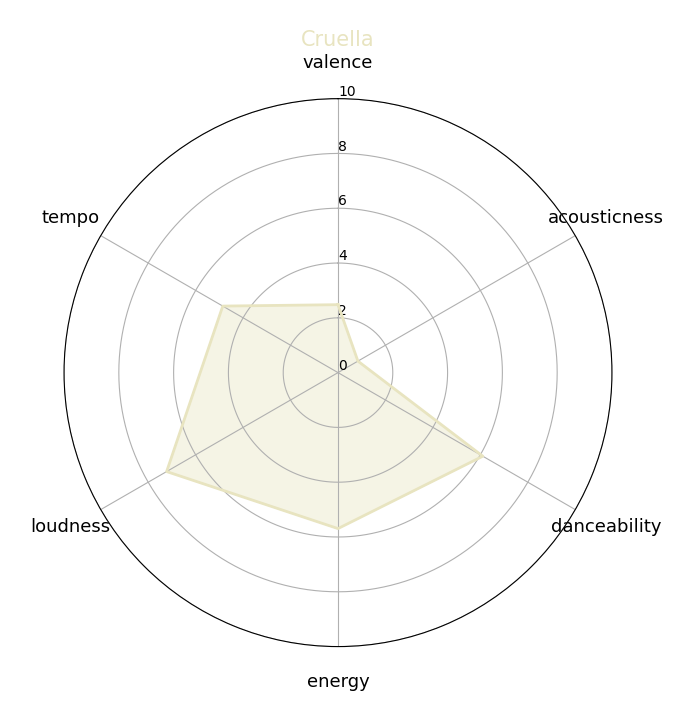 Cruella
valence
10
8
tempo
6
acousticness
4
2
0
loudness
danceability
energy